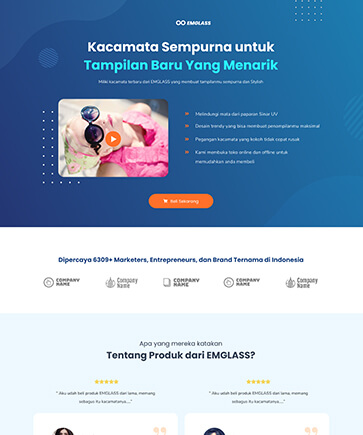 EMGLASS
Kacamata Sempurna untuk
Tampilan Baru Yang Menarik
Miliki kacamata terbaru dari EMGLASS yang membuat tampilanmu sempurna dan Stylish
Melindungi mata dari paparan Sinar UV
Desain trendy yang bisa membuat penampilanmu maksimal
Pegangan kacamata yang kokoh tidak cepat rusak
Kami membuka toko online dan offline untuk
memudahkan anda membeli
Beli Sekarang
Dipercaya 6309+ Marketers, Entrepreneurs, dan Brand Ternama di Indonesia
COMPANY NAME
Company Name
COMPANY NAME
COMPANY NAME
Company Name
Apa yang mereka katakan
Tentang Produk dari EMGLASS?
" Aku udah beli produk EMGLASS dari lama, memang
sebagus itu kacamatanya....."
" Aku udah beli produk EMGLASS dari lama, memang
sebagus itu kacamatanya....."